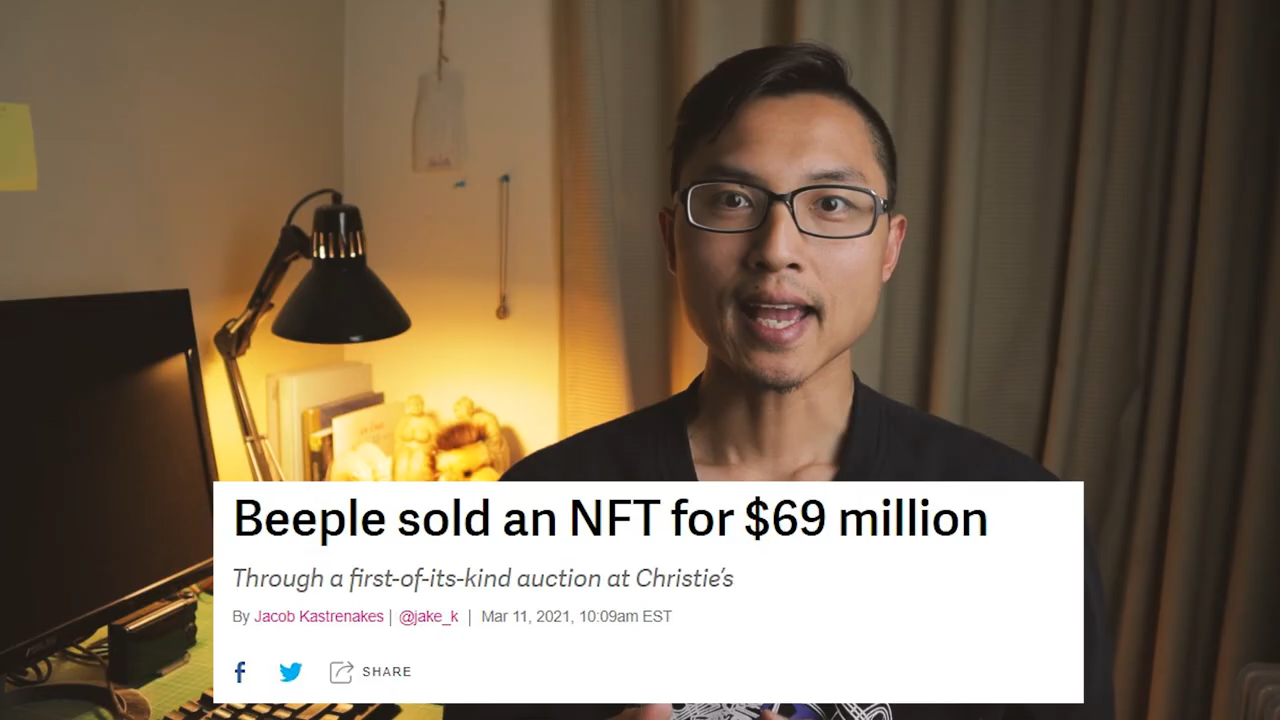 Beeple sold an NFT for $69 million
Through a first-of-its-kind auction at Christie's
By Jacob Kastrenakes | @jake_k | Mar 11, 2021, 10:09am EST
SHARE